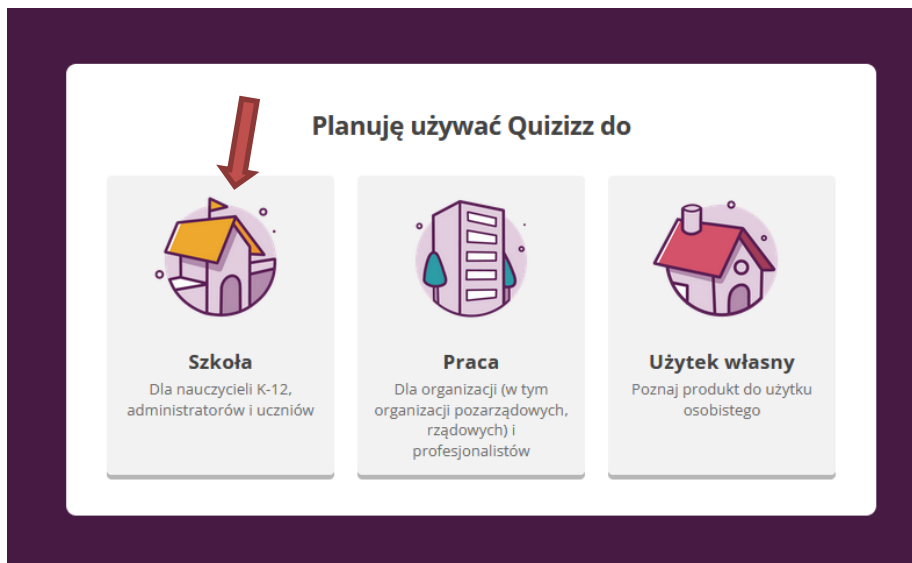 Planuję używać Quizizz do
Szkoła
Dla nauczycieli K-12,
administratorów i uczniów
Praca
Dla organizacji (w tym
organizacji pozarządowych,
rządowych) i
profesjonalistów
Użytek własny
Poznaj produkt do użytku
osobistego